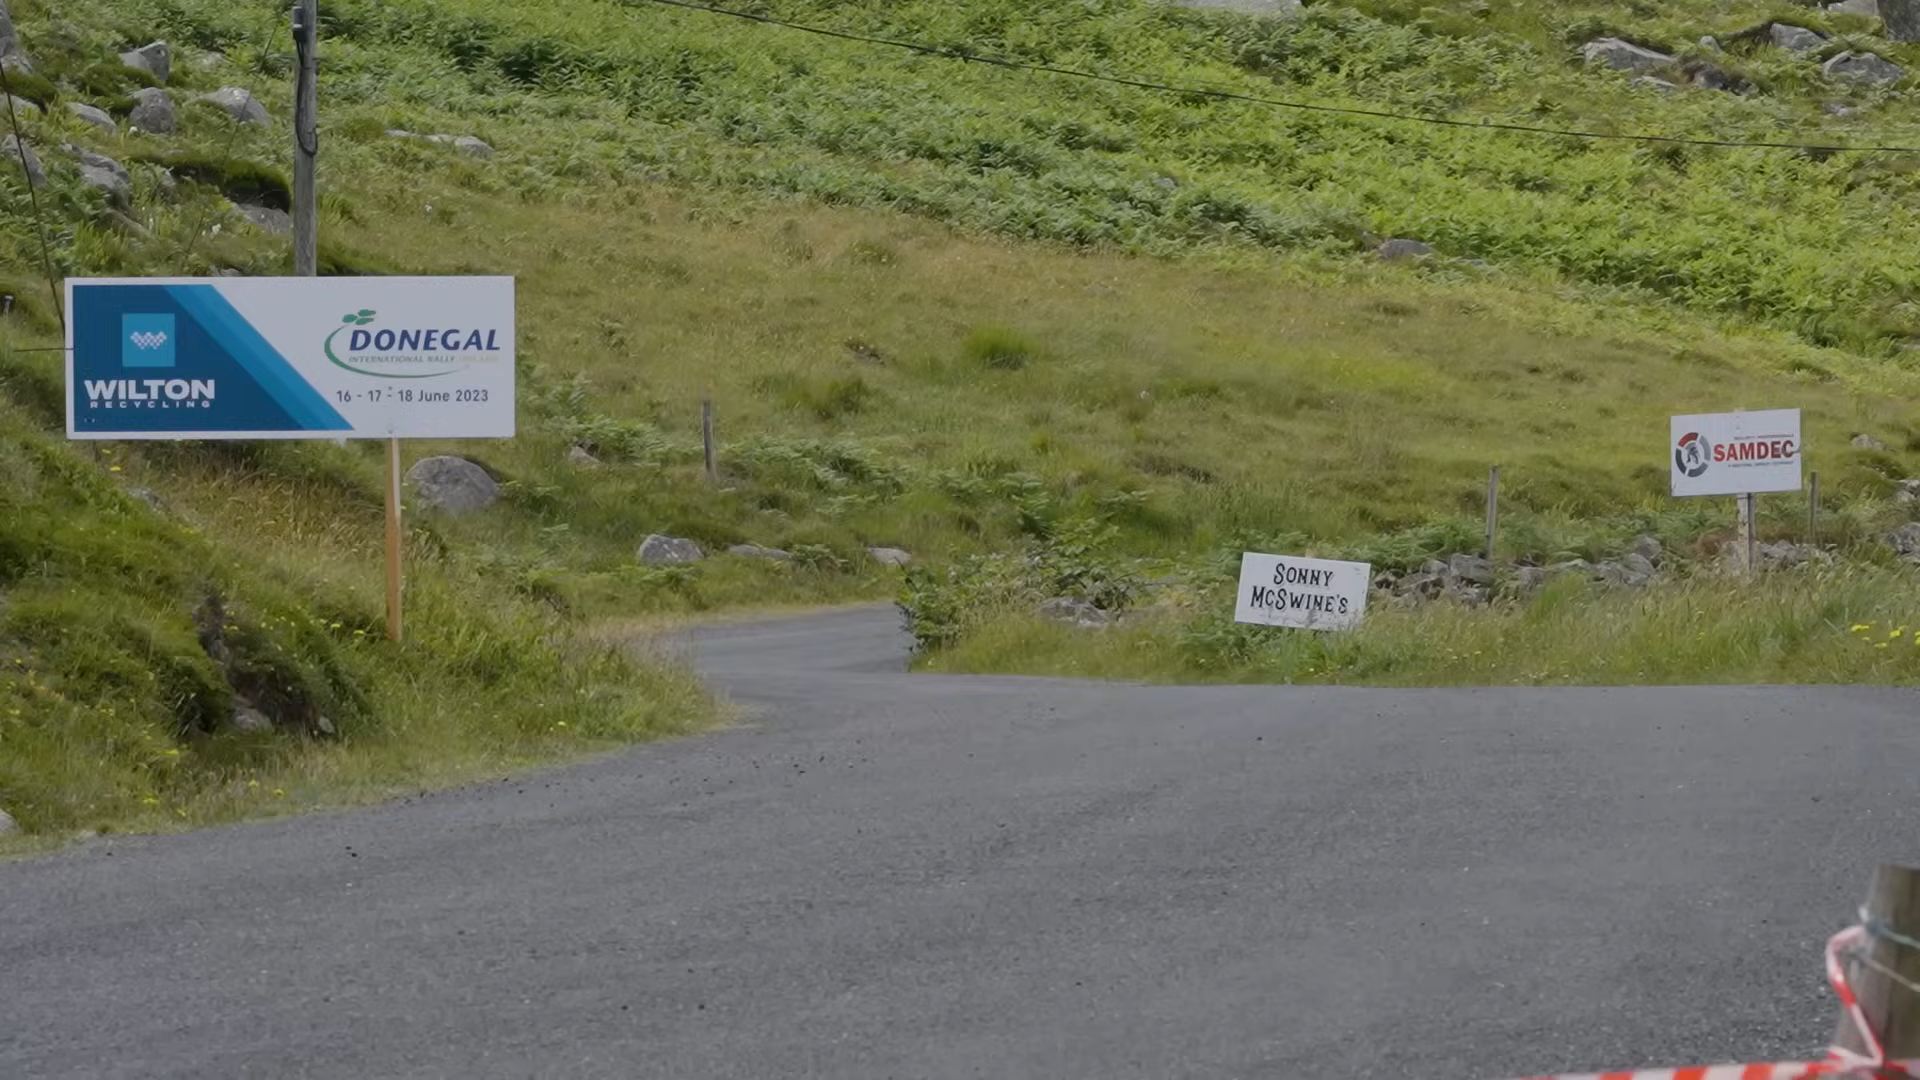 WILTON
RECYCLING
DONEGAL
INTERNATIONAL RALLY
16 - 17 - 18 June 2023
SONNY
McSWINE'S
SAMDEC